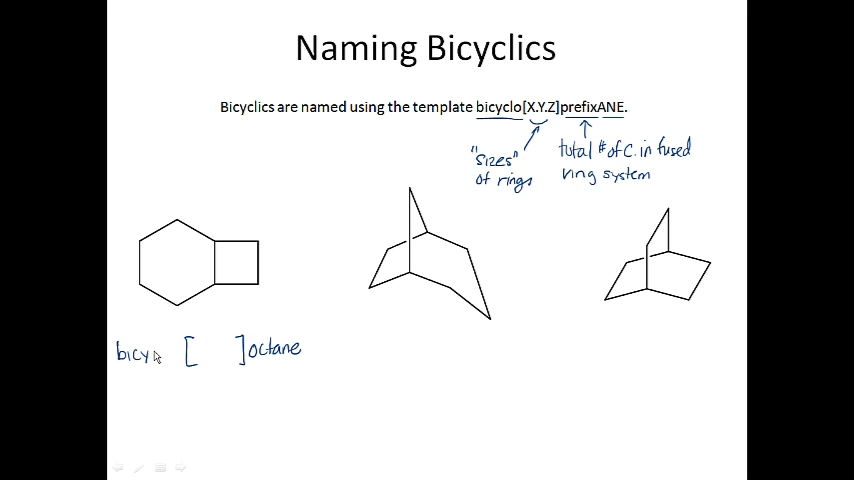 Naming Bicyclics
Bicyclics are named using the template bicyclo[X.Y.Z]prefixANE.
"sizes"
of rings
total # of C. in fused
ring system
bicy [ ]octane